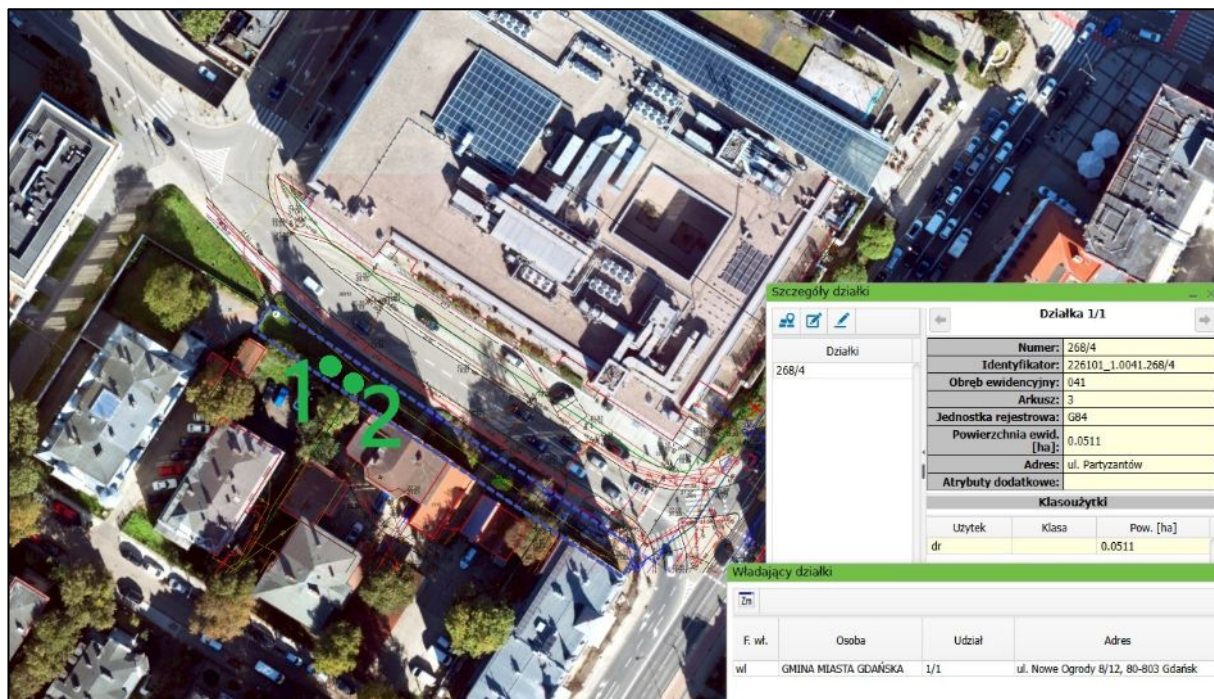 1
2
Szczegóły działki
Działki
268/4
Działka 1/1
Numer: 268/4
Identyfikator: 226101_1.0041.268/4
Obręb ewidencyjny: 041
Arkusz: 3
Jednostka rejestrowa: G84
Powierzchnia ewid. [ha]: 0.0511
Adres: ul. Partyzantów
Atrybuty dodatkowe:
Klasoużytki
Użytek Klasa Pow. [ha]
dr 0.0511
Władający działki
Zm
F. wł. Osoba Udział Adres
wl GMINA MIASTA GDAŃSKA 1/1 ul. Nowe Ogrody 8/12, 80-803 Gdańsk